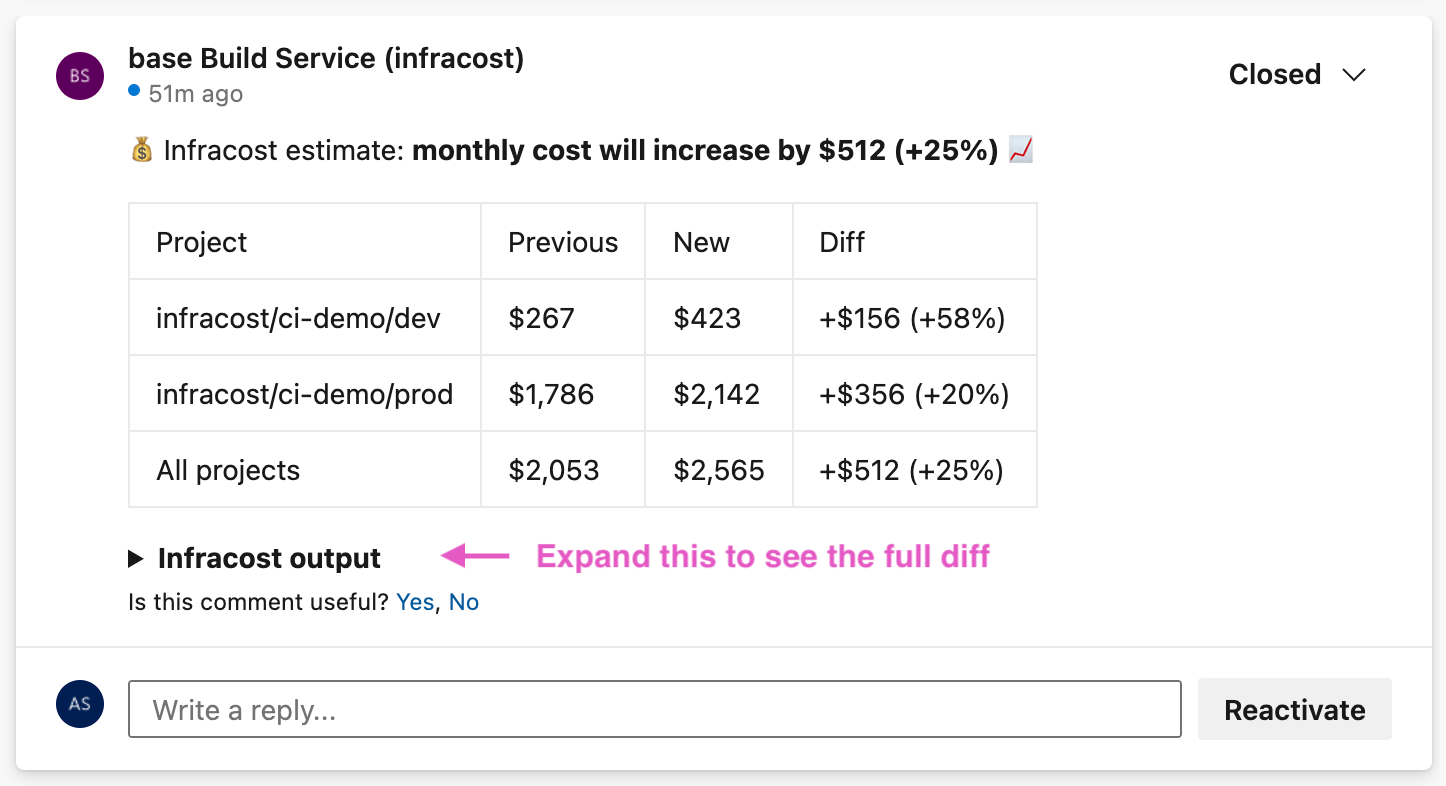 BS
base Build Service (infracost)
51m ago
Closed
💰 Infracost estimate: monthly cost will increase by $512 (+25%) 📈
Project Previous New Diff
infracost/ci-demo/dev $267 $423 +$156 (+58%)
infracost/ci-demo/prod $1,786 $2,142 +$356 (+20%)
All projects $2,053 $2,565 +$512 (+25%)
Infracost output Expand this to see the full diff
Is this comment useful? Yes, No
AS
Write a reply...
Reactivate